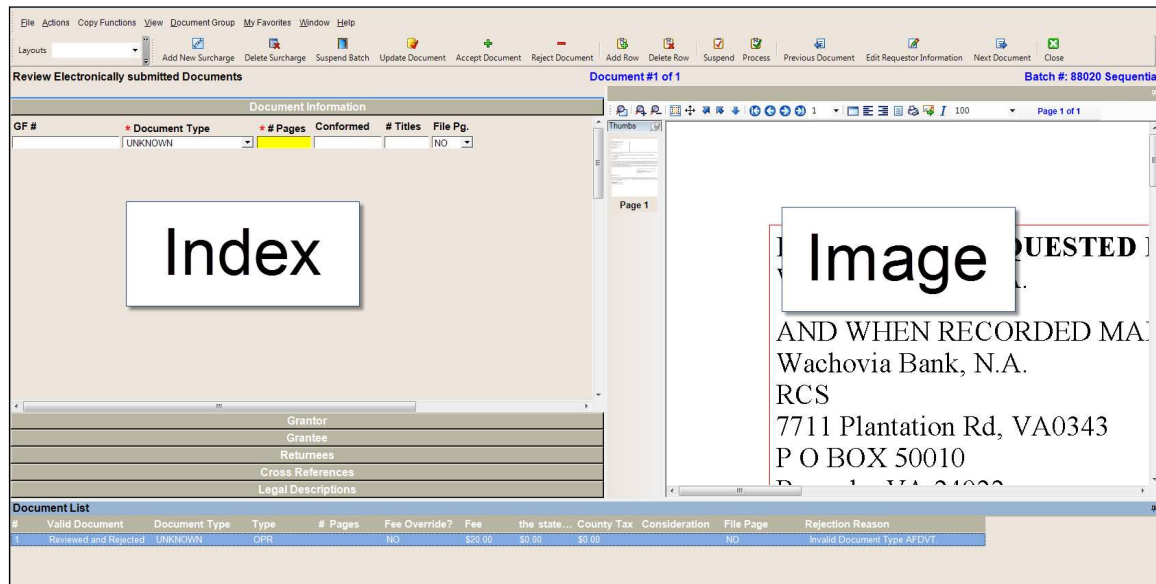 File Actions Copy Functions View Document Group My Favorites Window Help
Layouts Add New Surcharge Delete Surcharge Suspend Batch Update Document Accept Document Reject Document Add Row Delete Row Suspend Process Previous Document Edit Requestor Information Next Document Close
Review Electronically submitted Documents Document #1 of 1 Batch #: 88020 Sequentia
Document Information
1 100 Page 1 of 1
GF # * Document Type * # Pages Conformed # Titles File Pg.
UNKNOWN NO
Thumbs
Page 1
Index
Image
QUESTED
AND WHEN RECORDED MA
Wachovia Bank, N.A.
RCS
7711 Plantation Rd, VA0343
P O BOX 50010
Grantor
Grantee
Returnees
Cross References
Legal Descriptions
Document List
# Valid Document Document Type Type # Pages Fee Override? Fee the state... County Tax Consideration File Page Rejection Reason
1 Reviewed and Rejected UNKNOWN OPR NO $20.00 $0.00 $0.00 NO Invalid Document Type AFDVT.